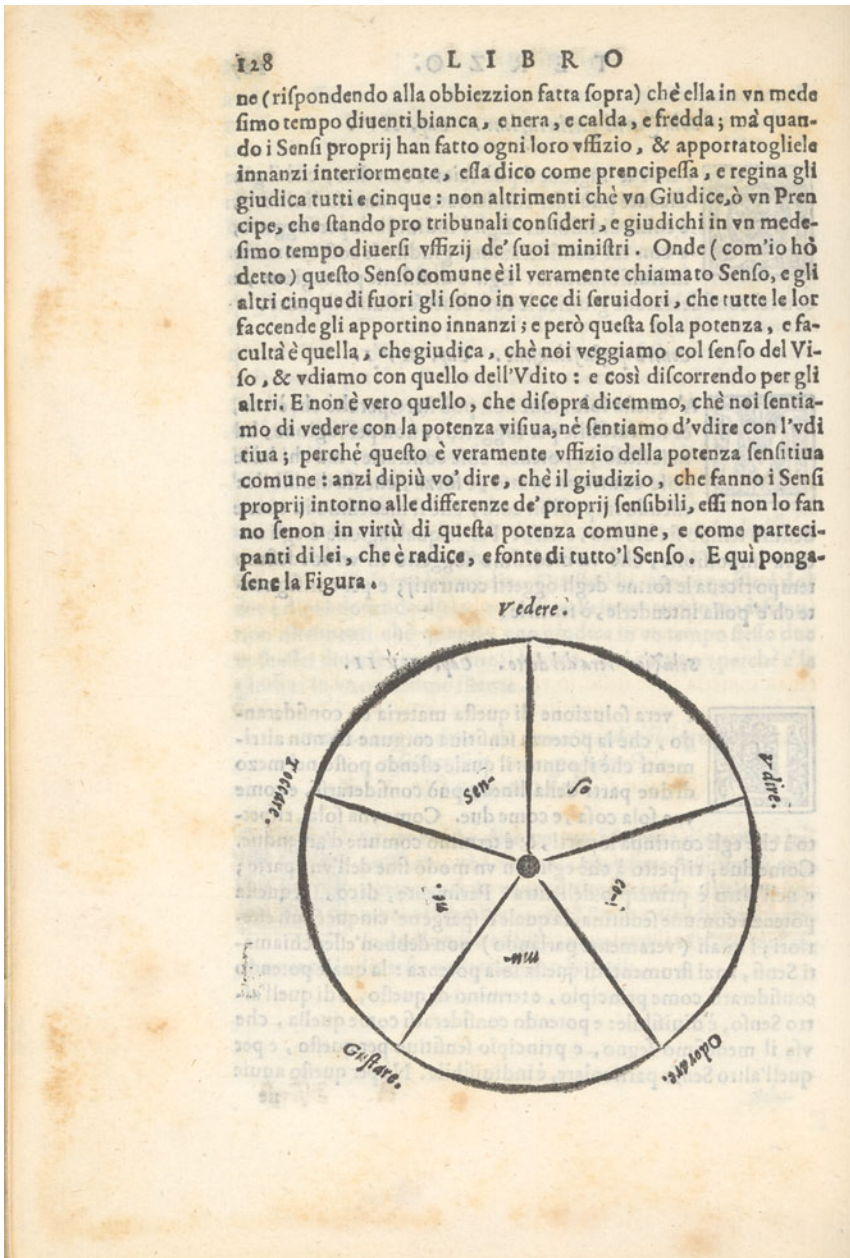 128 LIBRO
ne (riſpondendo alla obbiezzion fatta ſopra) chè ella in vn mede
ſimo tempo diuenti bianca, e nera, e calda, e fredda; mà quan-
do i Senſi proprij han fatto ogni loro vffizio, & apportatogliele
innanzi interiormente, eſſa dico come prencipeſſa, e regina gli
giudica tutti e cinque: non altrimenti chè vn Giudice, ò vn Pren
cipe, che ſtando pro tribunali conſideri, e giudichi in vn mede-
ſimo tempo diuerſi vffizij de' ſuoi miniſtri. Onde (com'io hò
detto) queſto Senſo comune è il veramente chiamato Senſo, e gli
altri cinque di fuori gli ſono in vece di ſeruidori, che tutte le lor
faccende gli apportino innanzi; e però queſta ſola potenza, e fa-
cultà è quella, che giudica, chè noi veggiamo col ſenſo del Vi-
ſo, & vdiamo con quello dell'Vdito: e così diſcorrendo per gli
altri. E non è vero quello, che diſopra dicemmo, chè noi ſentia-
mo di vedere con la potenza viſiua, nè ſentiamo d'vdire con l'vdi
tiua; perché queſto è veramente vffizio della potenza ſenſitiua
comune: anzi dipiù vo' dire, chè il giudizio, che fanno i Senſi
proprij intorno alle differenze de' proprij ſenſibili, eſſi non lo fan
no ſenon in virtù di queſta potenza comune, e come parteci-
panti di lei, che è radice, e fonte di tutto'l Senſo. E quì ponga-
ſene la Figura.
Vedere.
Vdire.
Odorare.
Guſtare.
Toccare.
Sen-
ſo
co-
mu-
ne.